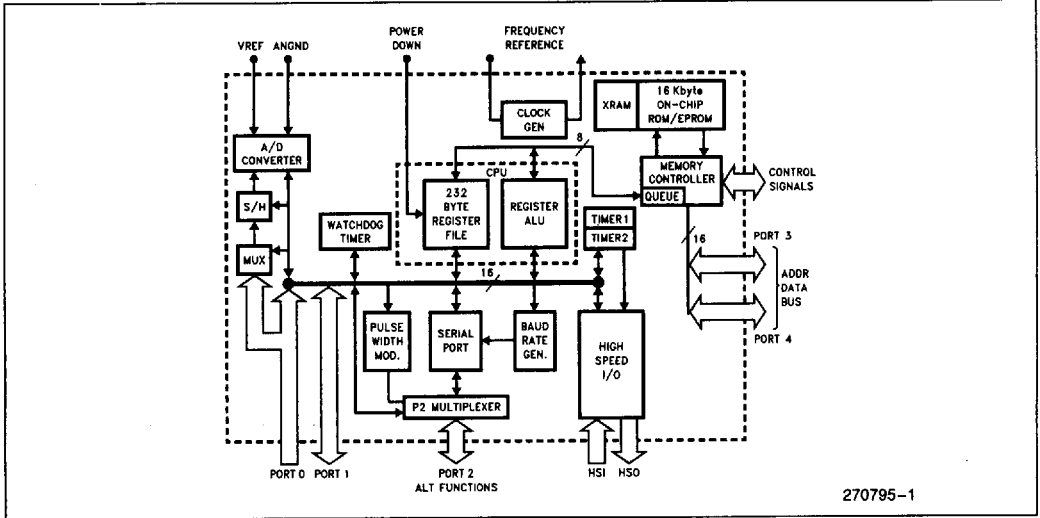 VREF ANGND
POWER
DOWN
FREQUENCY
REFERENCE
CLOCK
GEN
XRAM
16 Kbyte
ON-CHIP
ROM/EPROM
A/D
CONVERTER
8
CPU
MEMORY
CONTROLLER
QUEUE
CONTROL
SIGNALS
232
BYTE
REGISTER
FILE
REGISTER
ALU
S/H
WATCHDOG
TIMER
TIMER1
TIMER2
MUX
16
16
PORT 3
ADDR
DATA
BUS
PORT 4
PULSE
WIDTH
MOD.
SERIAL
PORT
BAUD
RATE
GEN.
HIGH
SPEED
I/O
P2 MULTIPLEXER
PORT 0
PORT 1
PORT 2
ALT FUNCTIONS
HSI
HSO
270795-1